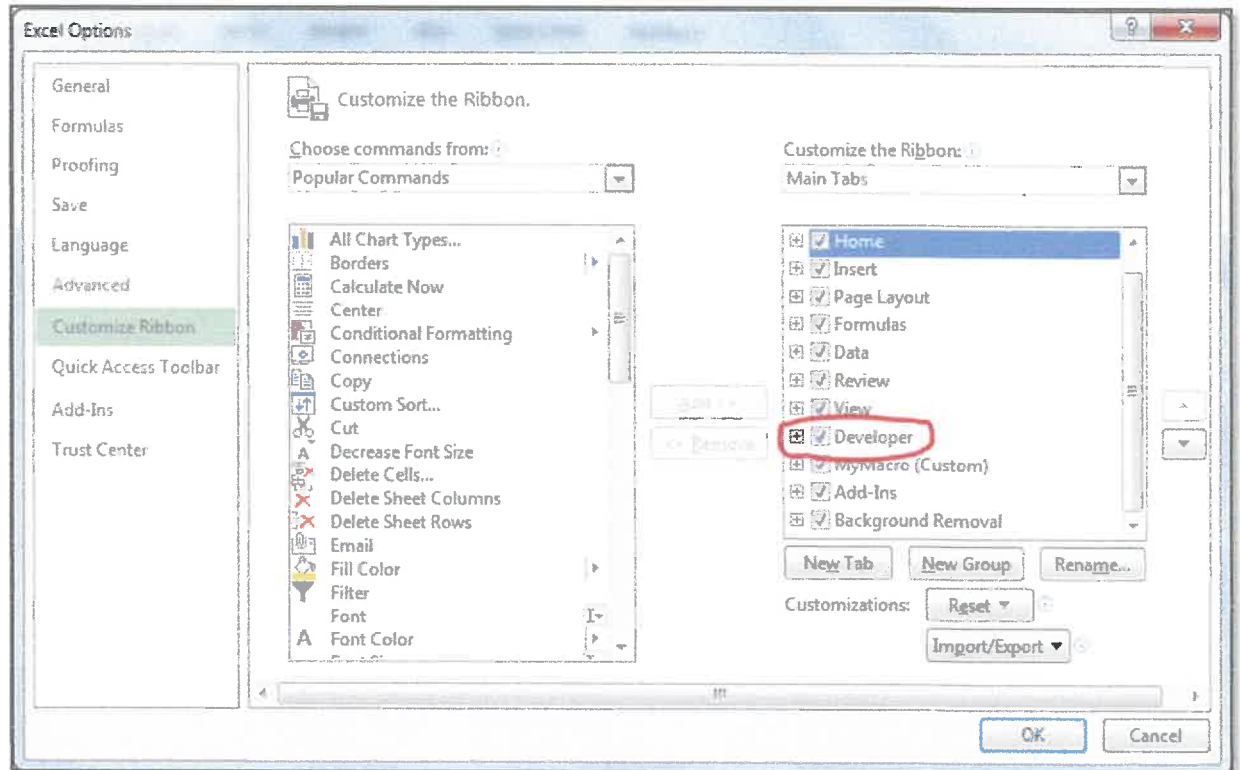 Excel Options
General
Formulas
Proofing
Save
Language
Advanced
Customize Ribbon
Quick Access Toolbar
Add-Ins
Trust Center
Customize the Ribbon.
Choose commands from:
Popular Commands
All Chart Types...
Borders
Calculate Now
Center
Conditional Formatting
Connections
Copy
Custom Sort...
Cut
Decrease Font Size
Delete Cells...
Delete Sheet Columns
Delete Sheet Rows
Email
Fill Color
Filter
Font
Font Color
<< Remove
Customize the Ribbon:
Main Tabs
Home
Insert
Page Layout
Formulas
Data
Review
View
Developer
MyMacro (Custom)
Add-Ins
Background Removal
New Tab New Group Rename...
Customizations: Reset
Import/Export
OK Cancel